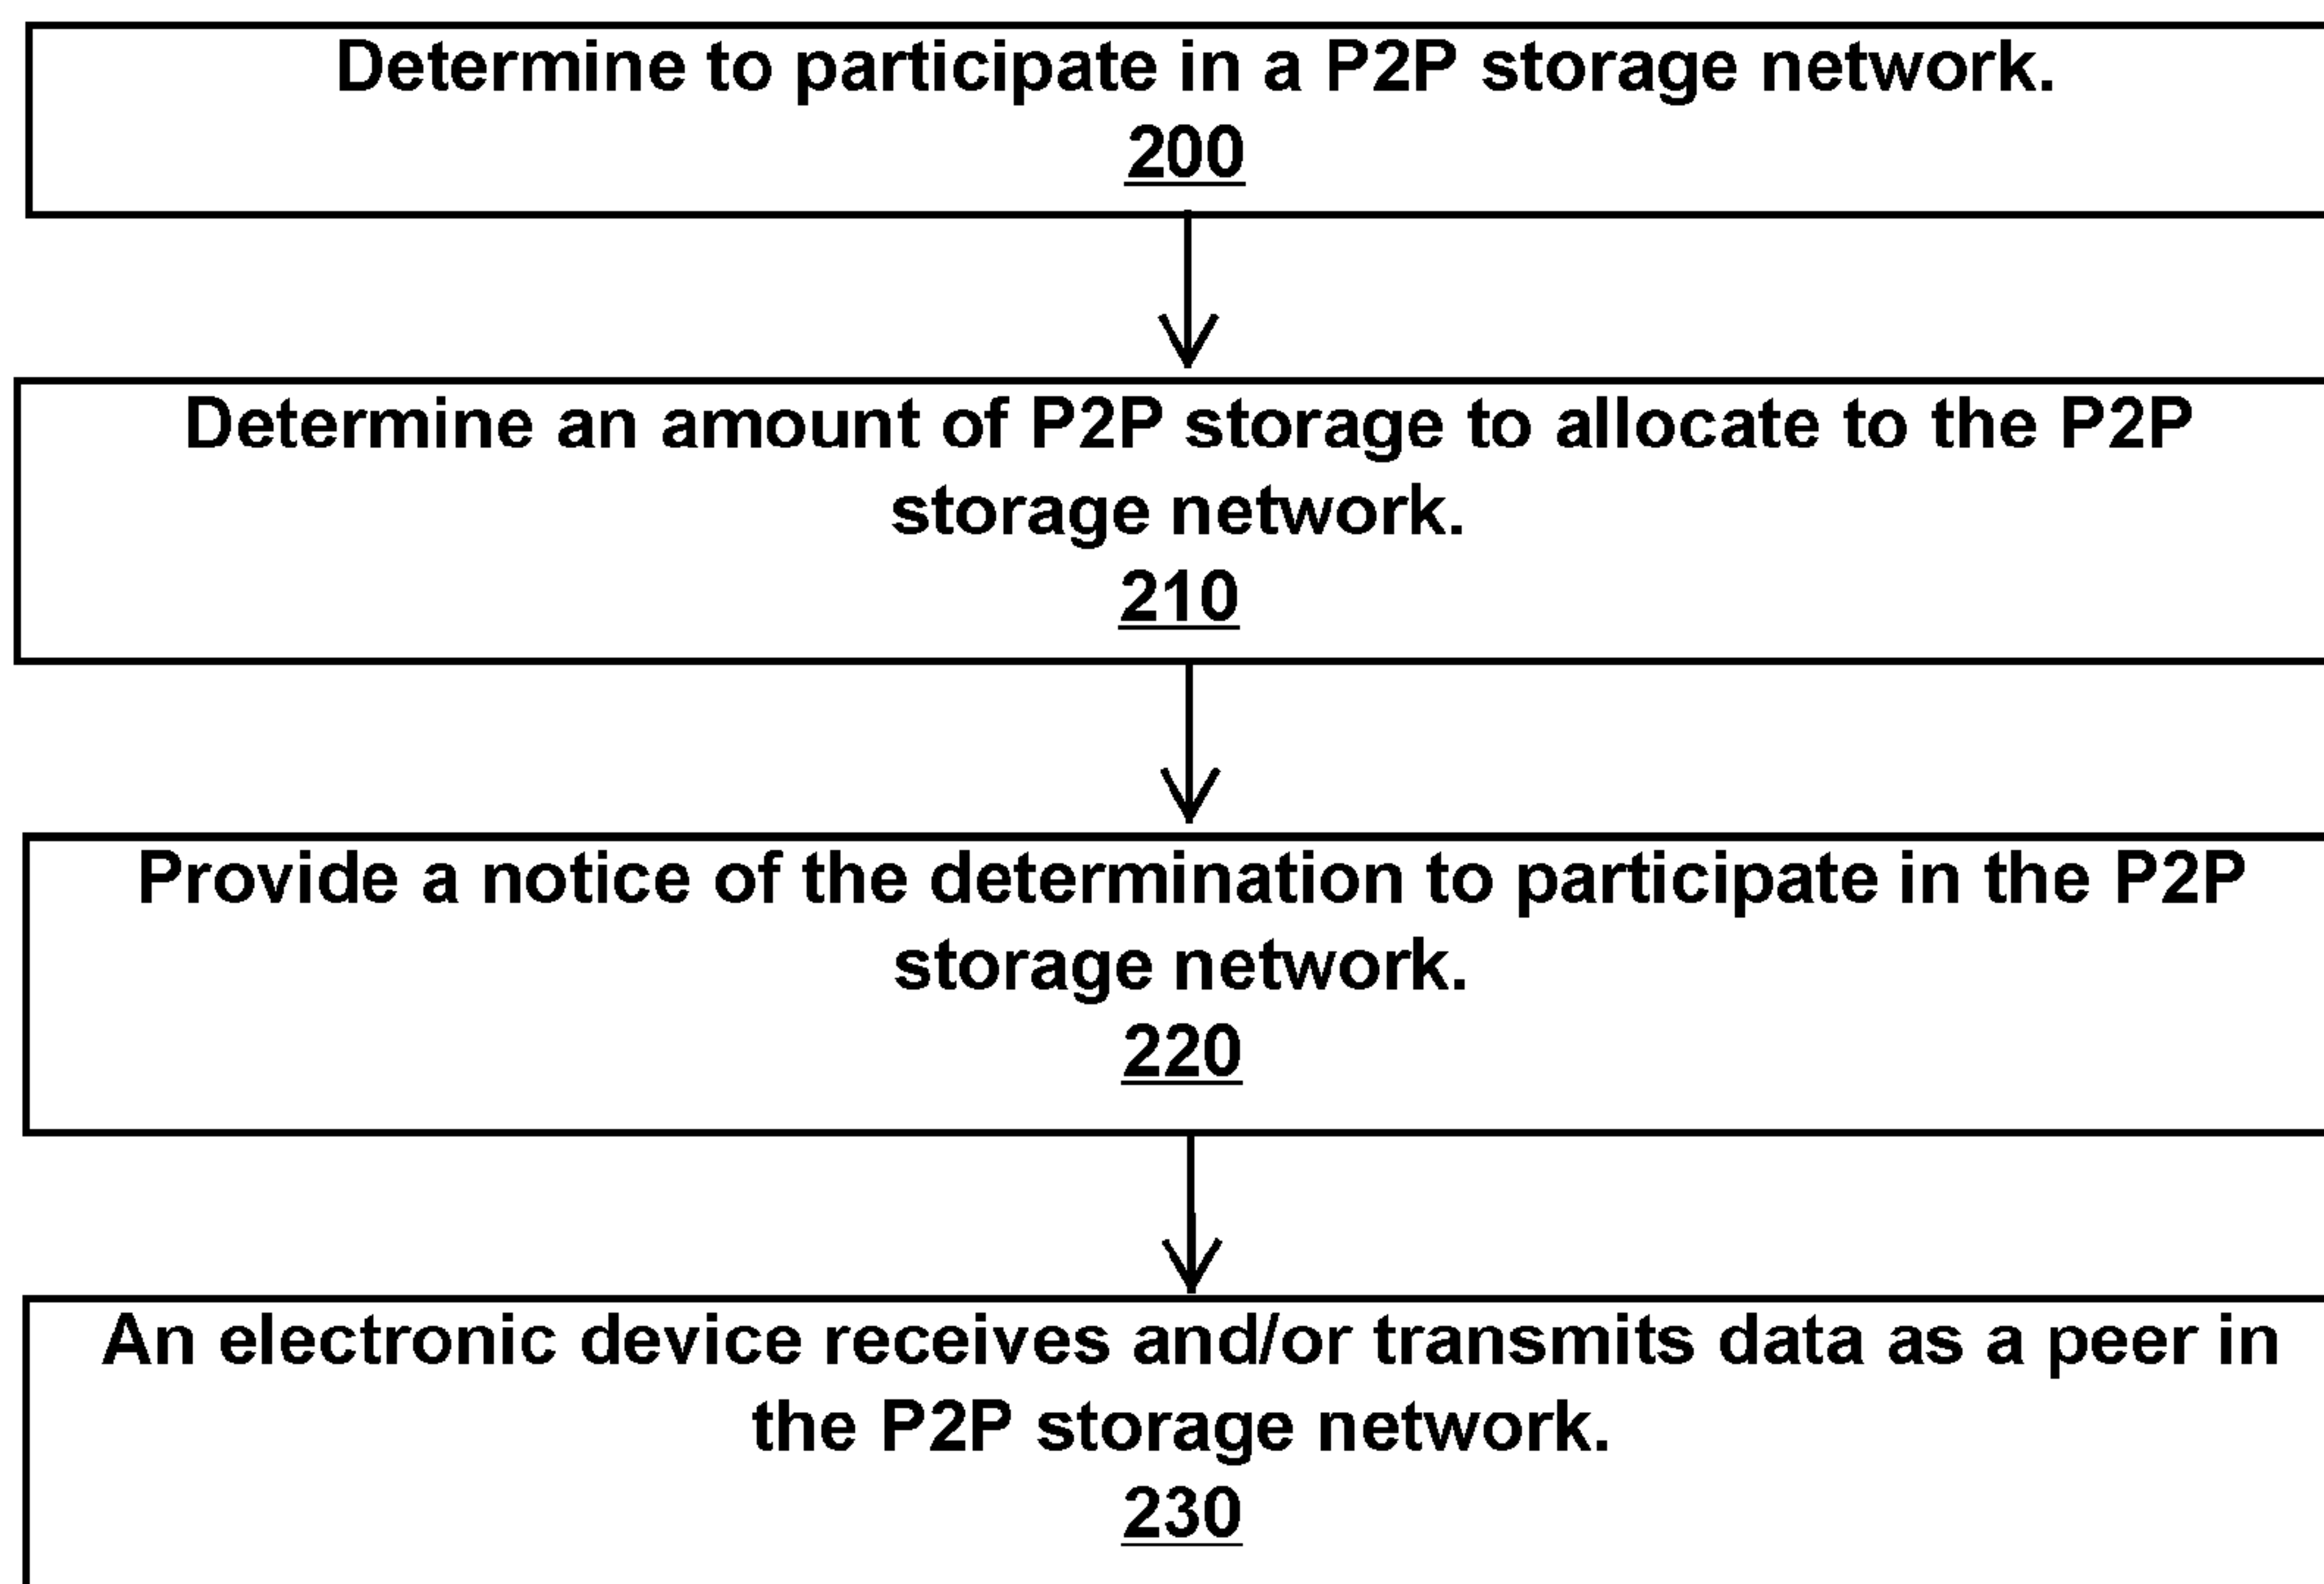 Determine to participate in a P2P storage network.
200
Determine an amount of P2P storage to allocate to the P2P
storage network.
210
Provide a notice of the determination to participate in the P2P
storage network.
220
An electronic device receives and/or transmits data as a peer in
the P2P storage network.
230